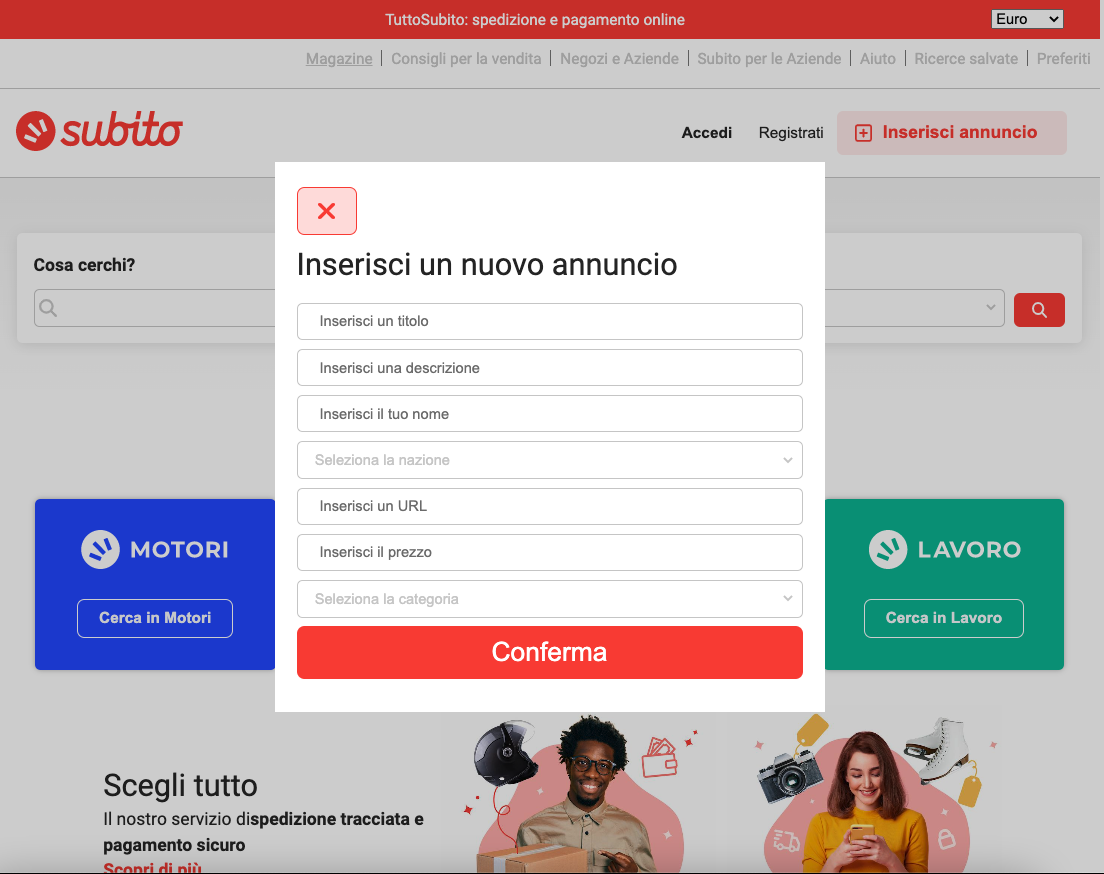 TuttoSubito: spedizione e pagamento online
Euro
Magazine
Consigli per la vendita
Negozi e Aziende
Subito per le Aziende
Aiuto
Ricerce salvate
Preferiti
subito
Accedi
Registrati
Inserisci annuncio
Cosa cerchi?
Inserisci un nuovo annuncio
Inserisci un titolo
Inserisci una descrizione
Inserisci il tuo nome
Seleziona la nazione
Inserisci un URL
Inserisci il prezzo
Seleziona la categoria
Conferma
MOTORI
Cerca in Motori
LAVORO
Cerca in Lavoro
Scegli tutto
Il nostro servizio dispedizione tracciata e
pagamento sicuro
Scopri di più